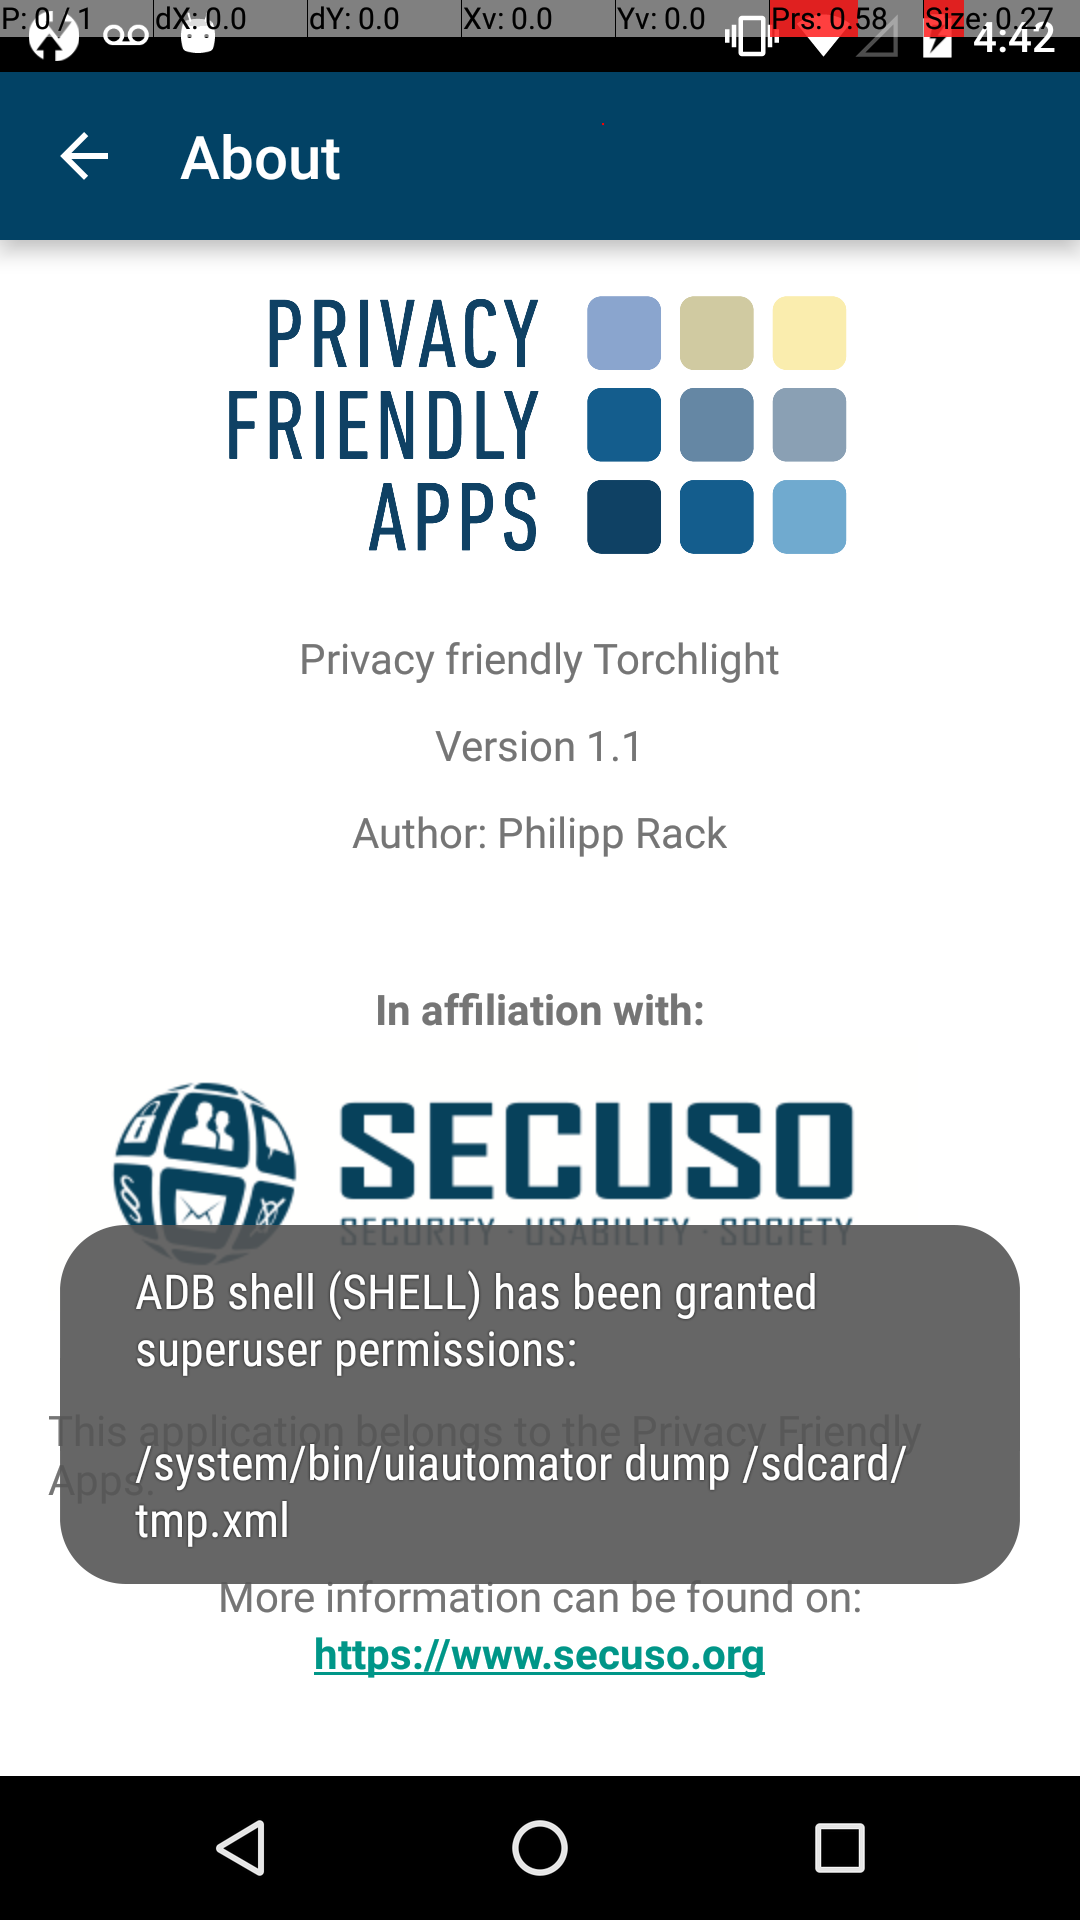 P: 0 / 1 dX: 0.0 dY: 0.0 Xv: 0.0 Yv: 0.0 Prs: 0.58 Size: 0.27
4:42
About
PRIVACY
FRIENDLY
APPS
Privacy friendly Torchlight
Version 1.1
Author: Philipp Rack
In affiliation with:
SECUSO
SECURITY · USABILITY · SOCIETY
ADB shell (SHELL) has been granted
superuser permissions:
This application belongs to the Privacy Friendly
/system/bin/uiautomator dump /sdcard/
Apps.
tmp.xml
More information can be found on:
https://www.secuso.org